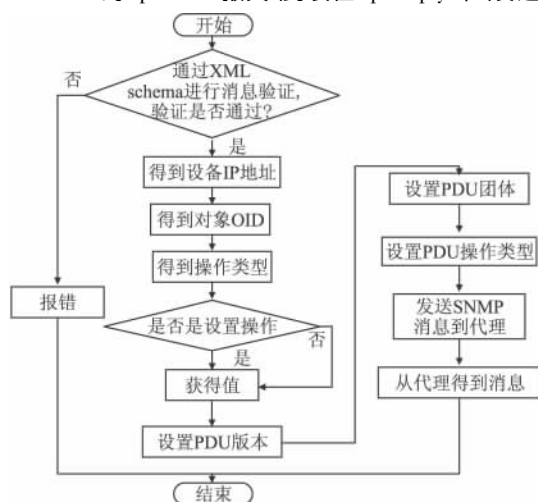 开始
通过XML
schema进行消息验证,
验证是否通过?
否
是
得到设备IP地址
得到对象OID
得到操作类型
是否是设置操作
否
是
获得值
设置PDU版本
报错
设置PDU团体
设置PDU操作类型
发送SNMP
消息到代理
从代理得到消息
结束